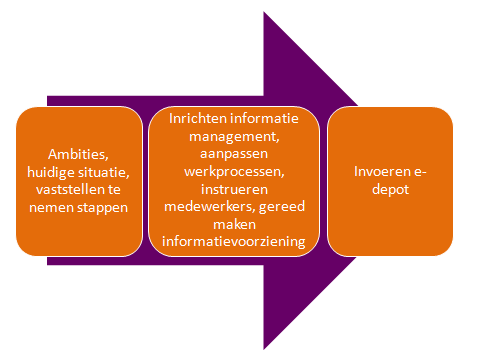 Ambities,
huidige situatie,
vaststellen te
nemen stappen
Inrichten informatie
management,
aanpassen
werkprocessen,
instrueren
medewerkers, gereed
maken
informatievoorziening
Invoeren e-
depot